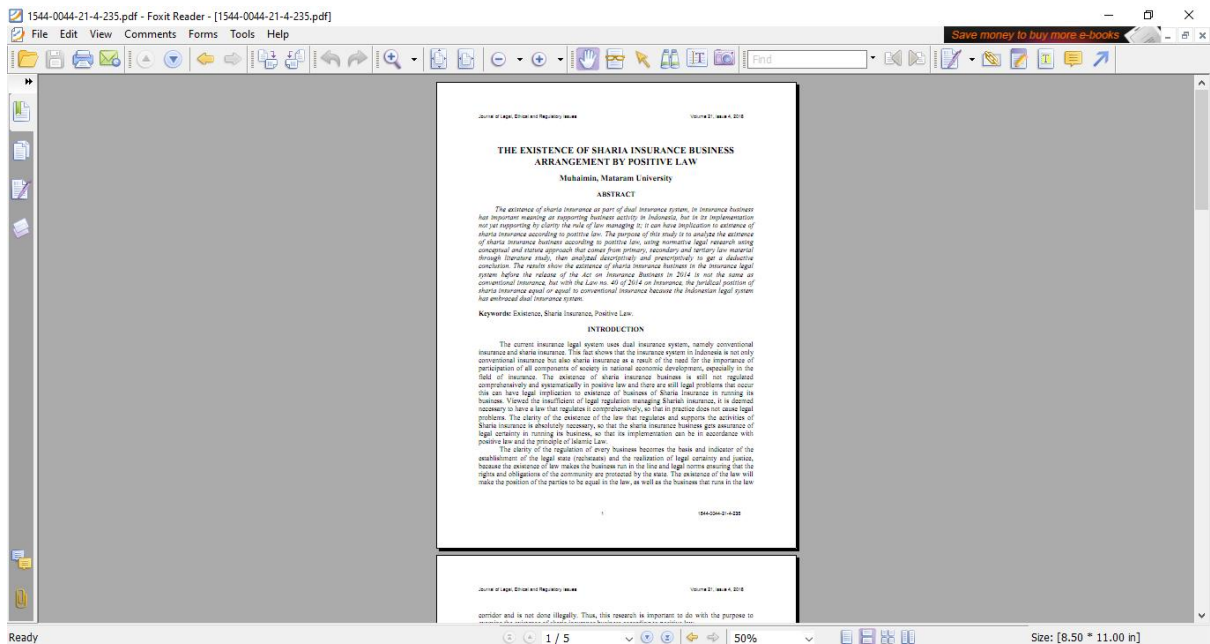 1544-0044-21-4-235.pdf - Foxit Reader - [1544-0044-21-4-235.pdf]
File Edit View Comments Forms Tools Help
Save money to buy more e-books
Find
Journal of Legal, Ethical and Regulatory Issues Volume 21, Issue 4, 2018
THE EXISTENCE OF SHARIA INSURANCE BUSINESS
ARRANGEMENT BY POSITIVE LAW
Muhaimin, Mataram University
ABSTRACT
The existence of sharia insurance as part of dual insurance system, in insurance business
has important meaning as supporting business activity in Indonesia, but in its implementation
not yet supporting by clarity the rule of law managing it; it can have implication to existence of
sharia insurance according to positive law. The purpose of this study is to analyze the existence
of sharia insurance business according to positive law, using normative legal research using
conceptual and statute approach that comes from primary, secondary and tertiary law material
through literature study, then analyzed descriptively and prescriptively to get a deductive
conclusion. The results show the existence of sharia insurance business in the insurance legal
system before the release of the Act on Insurance Business in 2014 is not the same as
conventional insurance, but with the Law no. 40 of 2014 on Insurance, the juridical position of
sharia insurance equal or equal to conventional insurance because the Indonesian legal system
has embraced dual insurance system.
Keywords: Existence, Sharia Insurance, Positive Law.
INTRODUCTION
The current insurance legal system uses dual insurance system, namely conventional
insurance and sharia insurance. This fact shows that the insurance system in Indonesia is not only
conventional insurance but also sharia insurance as a result of the need for the importance of
participation of all components of society in national economic development, especially in the
field of insurance. The existence of sharia insurance business is still not regulated
comprehensively and systematically in positive law and there are still legal problems that occur
this can have legal implication to existence of business of Sharia Insurance in running its
business. Viewed the insufficient of legal regulation managing Shariah insurance, it is deemed
necessary to have a law that regulates it comprehensively, so that in practice does not cause legal
problems. The clarity of the existence of the law that regulates and supports the activities of
Sharia insurance is absolutely necessary, so that the sharia insurance business gets assurance of
legal certainty in running its business, so that its implementation can be in accordance with
positive law and the principle of Islamic Law.
The clarity of the regulation of every business becomes the basis and indicator of the
establishment of the legal state (rechstaats) and the realization of legal certainty and justice,
because the existence of law makes the business run in the line and legal norms ensuring that the
rights and obligations of the community are protected by the state. The existence of the law will
make the position of the parties to be equal in the law, as well as the business that runs in the law
1 1544-0044-21-4-235
Journal of Legal, Ethical and Regulatory Issues Volume 21, Issue 4, 2018
corridor and is not done illegally. Thus, this research is important to do with the purpose to
Ready 1 / 5 50% Size: [8.50 * 11.00 in]